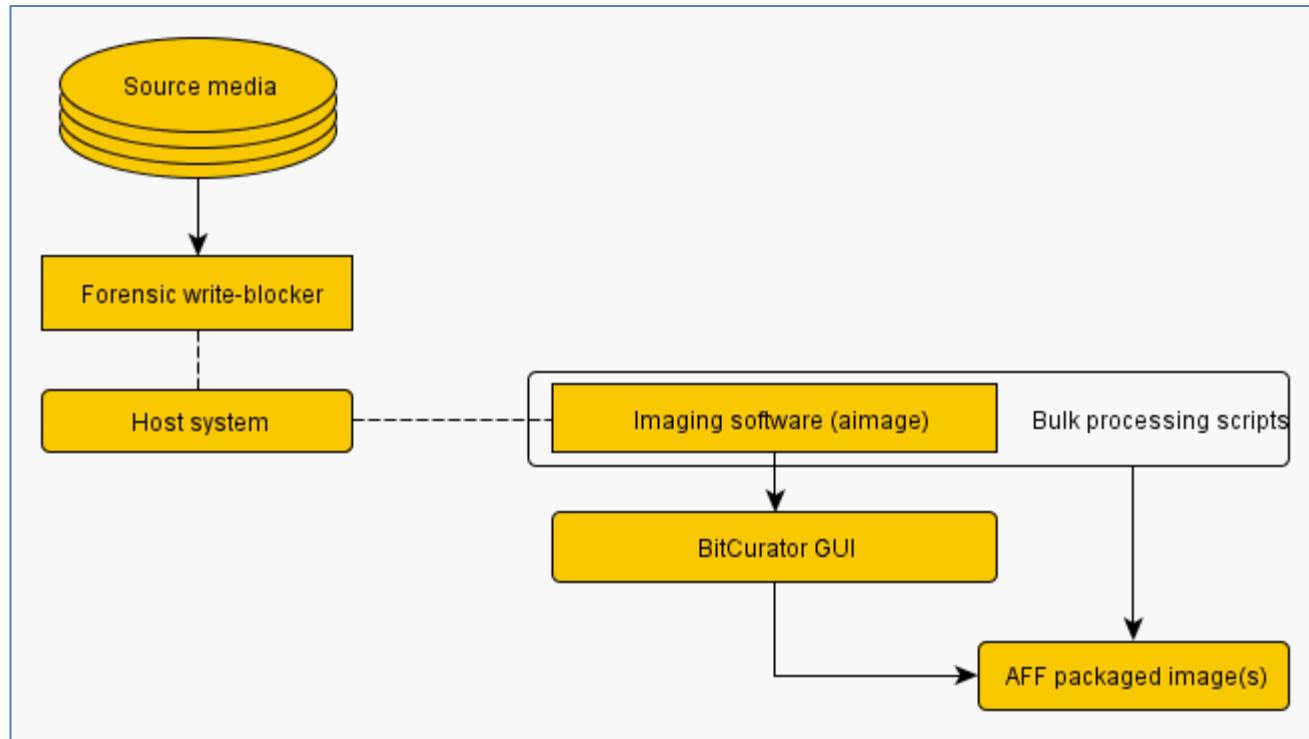 Source media
Forensic write-blocker
Host system
Imaging software (aimage)
Bulk processing scripts
BitCurator GUI
AFF packaged image(s)